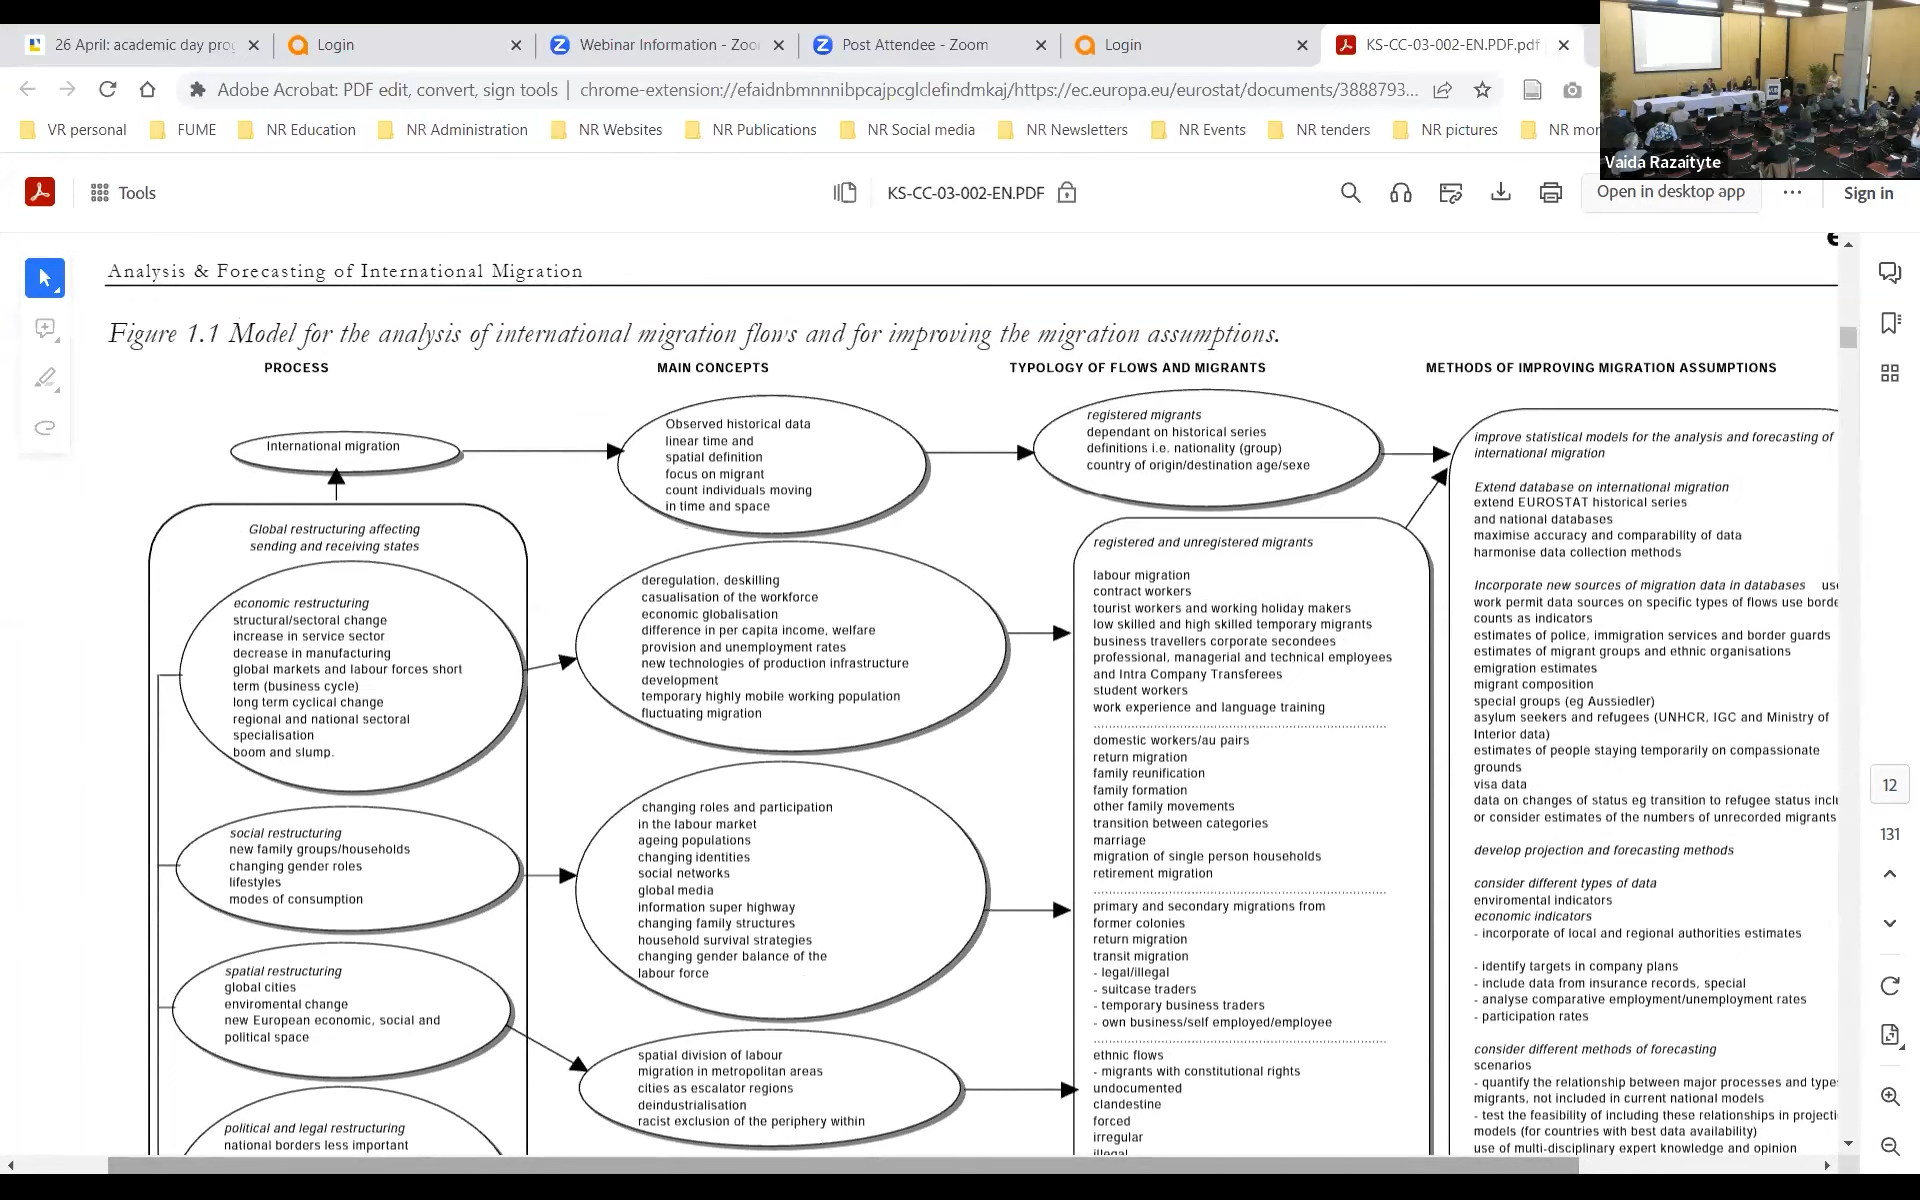 26 April: academic day pro
Login
Webinar Information - Zoo
Post Attendee - Zoom
Login
KS-CC-03-002-EN.PDF.pdf
Adobe Acrobat: PDF edit, convert, sign tools | chrome-extension://efaidnbmnnnibpcajpcglclefindmkaj/https://ec.europa.eu/eurostat/documents/3888793...
VR personal
FUME
NR Education
NR Administration
NR Websites
NR Publications
NR Social media
NR Newsletters
NR Events
NR tenders
NR pictures
NR mor
Vaida Razaityte
Tools
KS-CC-03-002-EN.PDF
Open in desktop app
Sign in
Analysis & Forecasting of International Migration
Figure 1.1 Model for the analysis of international migration flows and for improving the migration assumptions.
PROCESS
MAIN CONCEPTS
TYPOLOGY OF FLOWS AND MIGRANTS
METHODS OF IMPROVING MIGRATION ASSUMPTIONS
International migration
Global restructuring affecting
sending and receiving states
economic restructuring
structural/sectoral change
increase in service sector
decrease in manufacturing
global markets and labour forces short
term (business cycle)
long term cyclical change
regional and national sectoral
specialisation
boom and slump.
social restructuring
new family groups/households
changing gender roles
lifestyles
modes of consumption
spatial restructuring
global cities
enviromental change
new European economic, social and
political space
political and legal restructuring
national borders less important
Observed historical data
linear time and
spatial definition
focus on migrant
count individuals moving
in time and space
deregulation, deskilling
casualisation of the workforce
economic globalisation
difference in per capita income, welfare
provision and unemployment rates
new technologies of production infrastructure
development
temporary highly mobile working population
fluctuating migration
changing roles and participation
in the labour market
ageing populations
changing identities
social networks
global media
information super highway
changing family structures
household survival strategies
changing gender balance of the
labour force
spatial division of labour
migration in metropolitan areas
cities as escalator regions
deindustrialisation
racist exclusion of the periphery within
registered migrants
dependant on historical series
definitions i.e. nationality (group)
country of origin/destination age/sexe
registered and unregistered migrants
labour migration
contract workers
tourist workers and working holiday makers
low skilled and high skilled temporary migrants
business travellers corporate secondees
professional, managerial and technical employees
and Intra Company Transferees
student workers
work experience and language training
domestic workers/au pairs
return migration
family reunification
family formation
other family movements
transition between categories
marriage
migration of single person households
retirement migration
primary and secondary migrations from
former colonies
return migration
transit migration
- legal/illegal
- suitcase traders
- temporary business traders
- own business/self employed/employee
ethnic flows
- migrants with constitutional rights
undocumented
clandestine
forced
irregular
illegal
improve statistical models for the analysis and forecasting of
international migration
Extend database on international migration
extend EUROSTAT historical series
and national databases
maximise accuracy and comparability of data
harmonise data collection methods
Incorporate new sources of migration data in databases use
work permit data sources on specific types of flows use borde
counts as indicators
estimates of police, immigration services and border guards
estimates of migrant groups and ethnic organisations
emigration estimates
migrant composition
special groups (eg Aussiedler)
asylum seekers and refugees (UNHCR, IGC and Ministry of
Interior data)
estimates of people staying temporarily on compassionate
grounds
visa data
data on changes of status eg transition to refugee status inclu
or consider estimates of the numbers of unrecorded migrants
develop projection and forecasting methods
consider different types of data
enviromental indicators
economic indicators
- incorporate of local and regional authorities estimates
- identify targets in company plans
- include data from insurance records, special
- analyse comparative employment/unemployment rates
- participation rates
consider different methods of forecasting
scenarios
- quantify the relationship between major processes and type
migrants, not included in current national models
- test the feasibility of including these relationships in projecti
models (for countries with best data availability)
use of multi-disciplinary expert knowledge and opinion
12
131